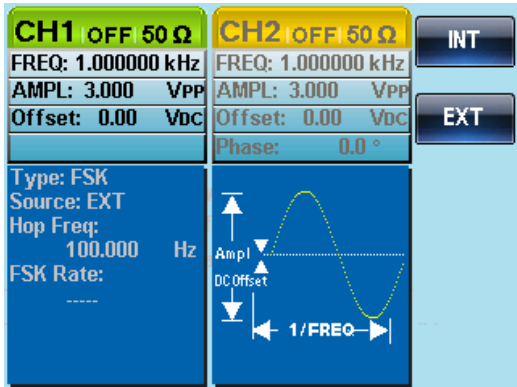 CH1 OFF 50 Ω
FREQ: 1.000000 kHz
AMPL: 3.000 VPP
Offset: 0.00 VDC
CH2 OFF 50 Ω
FREQ: 1.000000 kHz
AMPL: 3.000 VPP
Offset: 0.00 VDC
Phase: 0.0 °
INT
EXT
Type: FSK
Source: EXT
Hop Freq:
100.000 Hz
FSK Rate:
-----
Ampl
DC Offset
1/FREQ